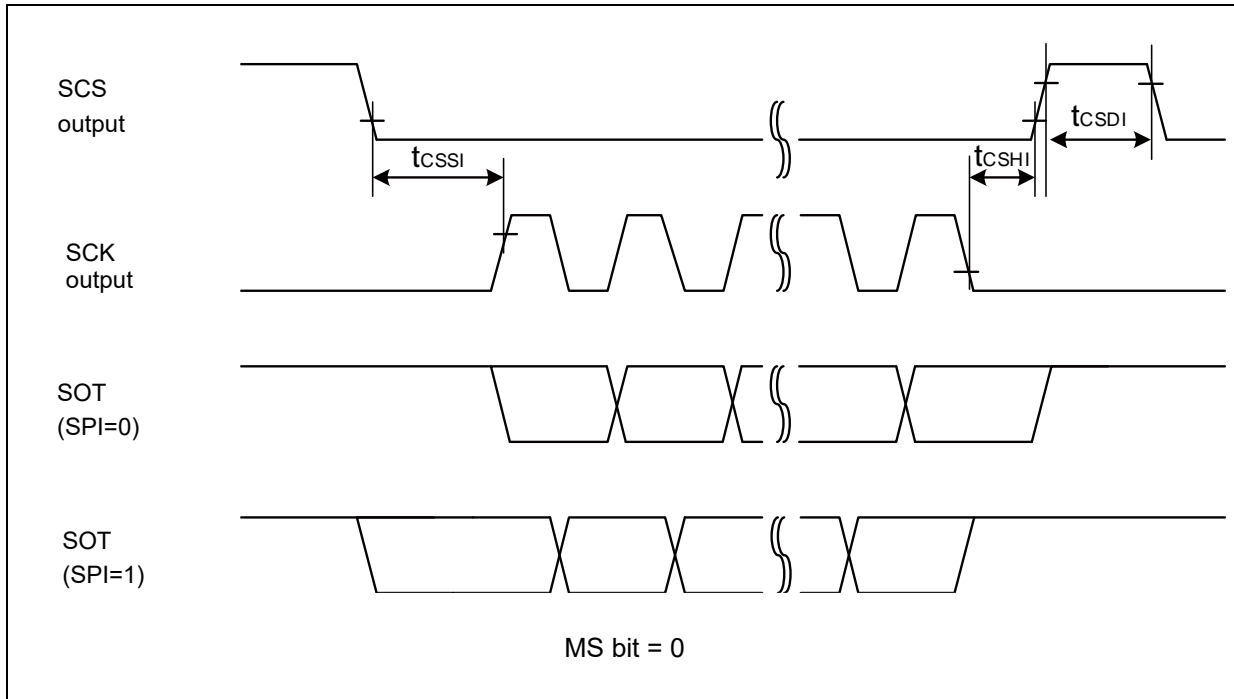 SCS
output
tCSDI
tCSSI
tCSHI
SCK
output
SOT
(SPI=0)
SOT
(SPI=1)
MS bit = 0